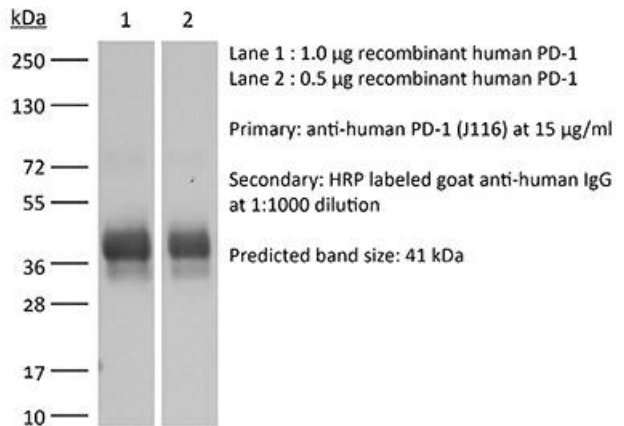 kDa
1 2
250
130
72
55
36
28
17
10
Lane 1 : 1.0 µg recombinant human PD-1
Lane 2 : 0.5 µg recombinant human PD-1
Primary: anti-human PD-1 (J116) at 15 µg/ml
Secondary: HRP labeled goat anti-human IgG
at 1:1000 dilution
Predicted band size: 41 kDa